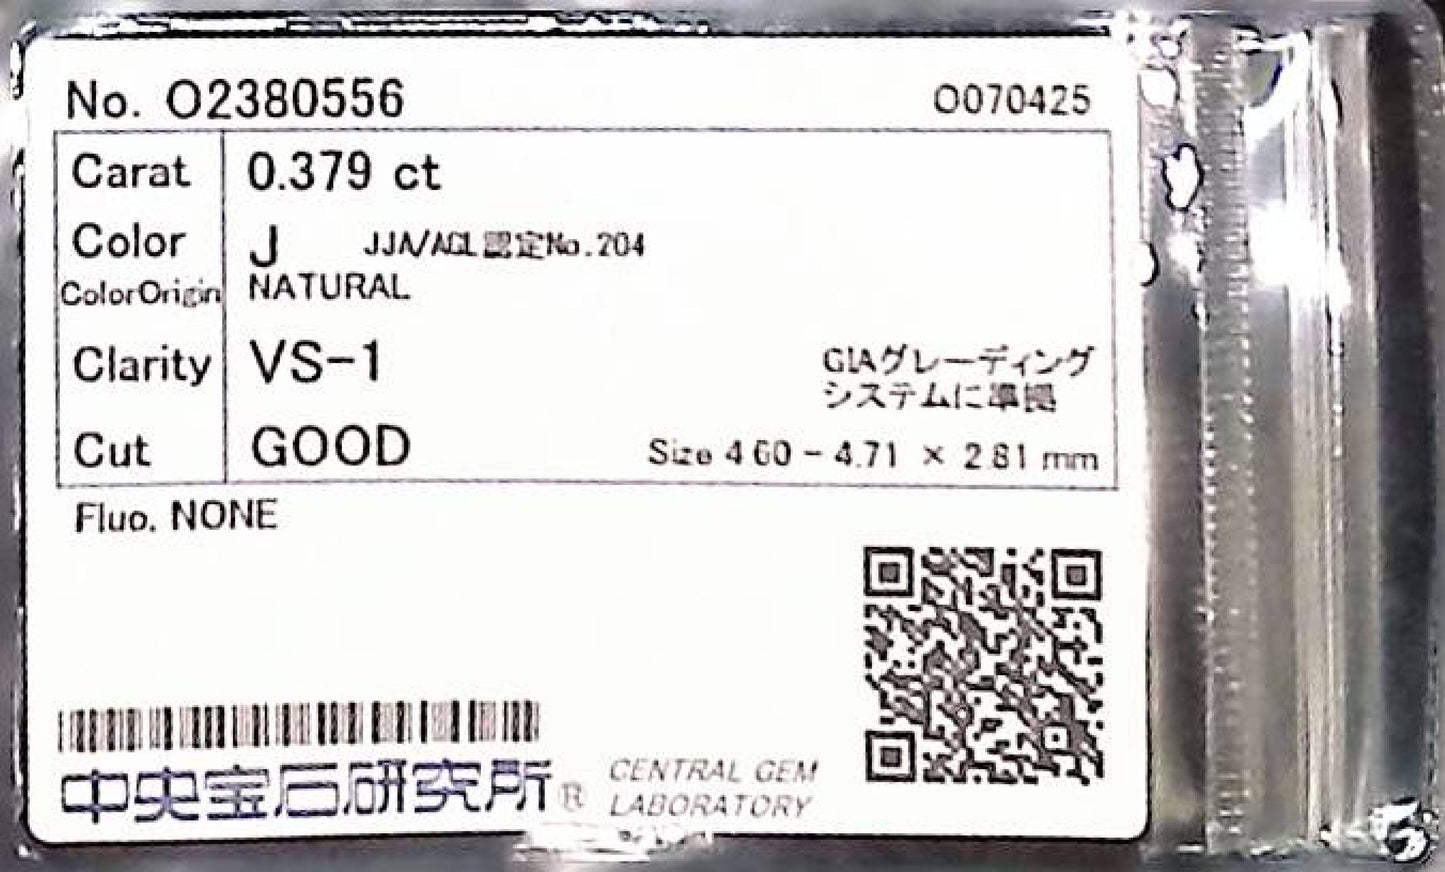 No. O2380556
O070425
Carat 0.379 ct
Color J JJA/AGL認定No.204
ColorOrigin NATURAL
Clarity VS-1
GIAグレーディング
システムに準拠
Cut GOOD Size 4.60 - 4.71 × 2.81 mm
Fluo. NONE
中央宝石研究所®
CENTRAL GEM
LABORATORY